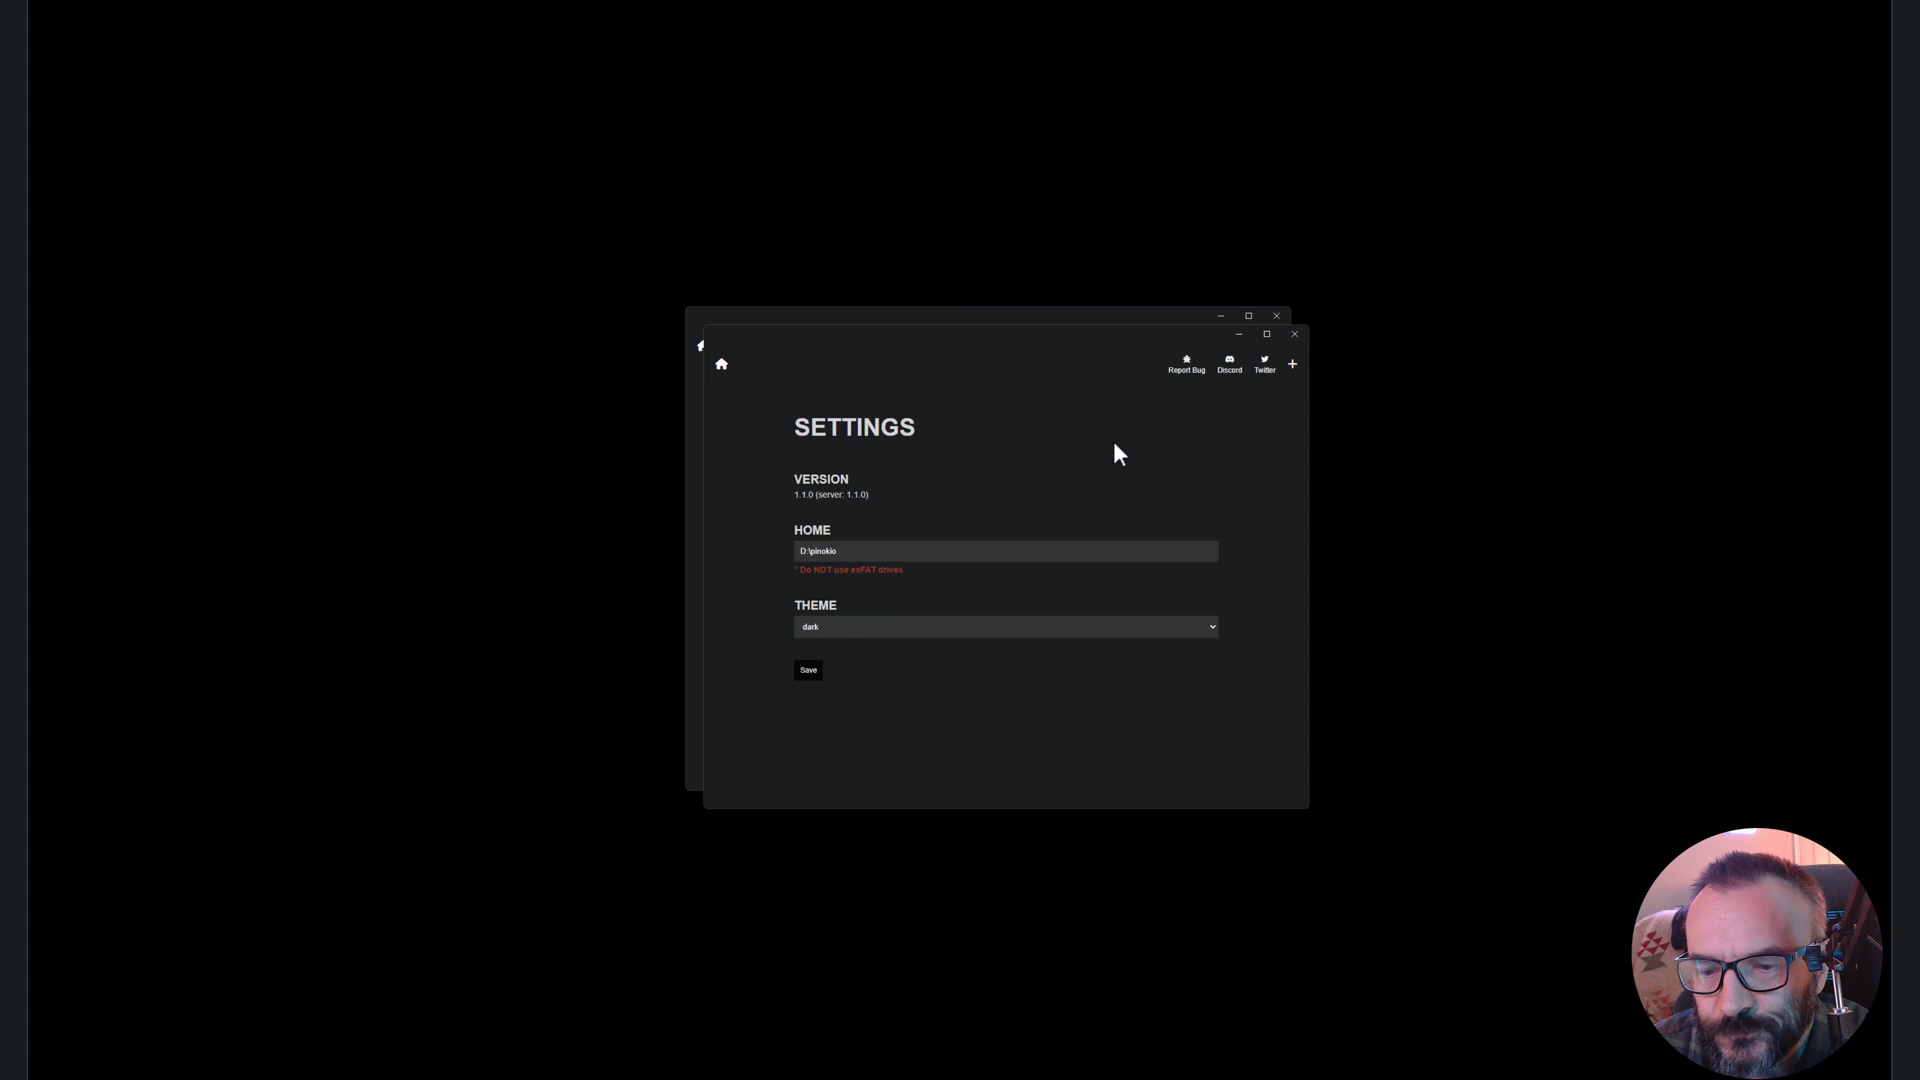 Report Bug
Discord
Twitter
SETTINGS
VERSION
1.1.0 (server: 1.1.0)
HOME
D:\pinokio
* Do NOT use exFAT drives
THEME
dark
Save